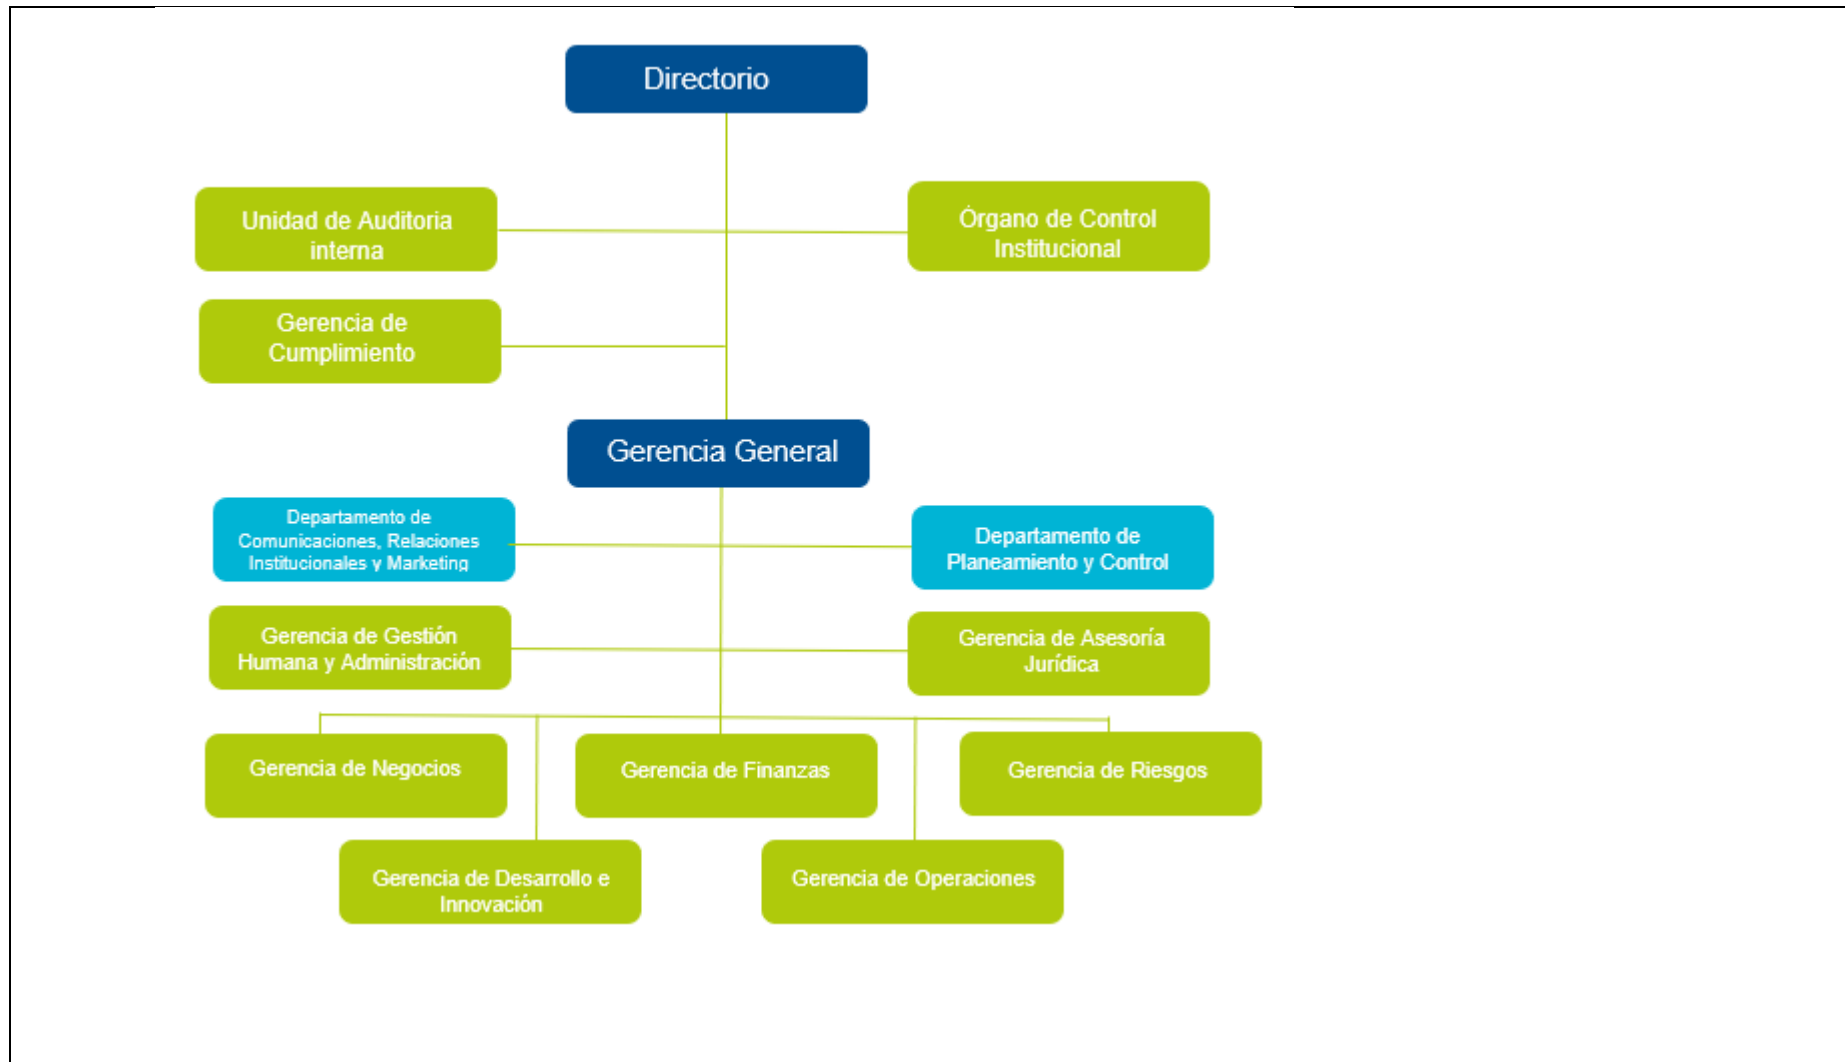 Directorio
Unidad de Auditoria
interna
Órgano de Control
Institucional
Gerencia de
Cumplimiento
Gerencia General
Departamento de
Comunicaciones, Relaciones
Institucionales y Marketing
Departamento de
Planeamiento y Control
Gerencia de Gestión
Humana y Administración
Gerencia de Asesoría
Jurídica
Gerencia de Negocios
Gerencia de Finanzas
Gerencia de Riesgos
Gerencia de Desarrollo e
Innovación
Gerencia de Operaciones